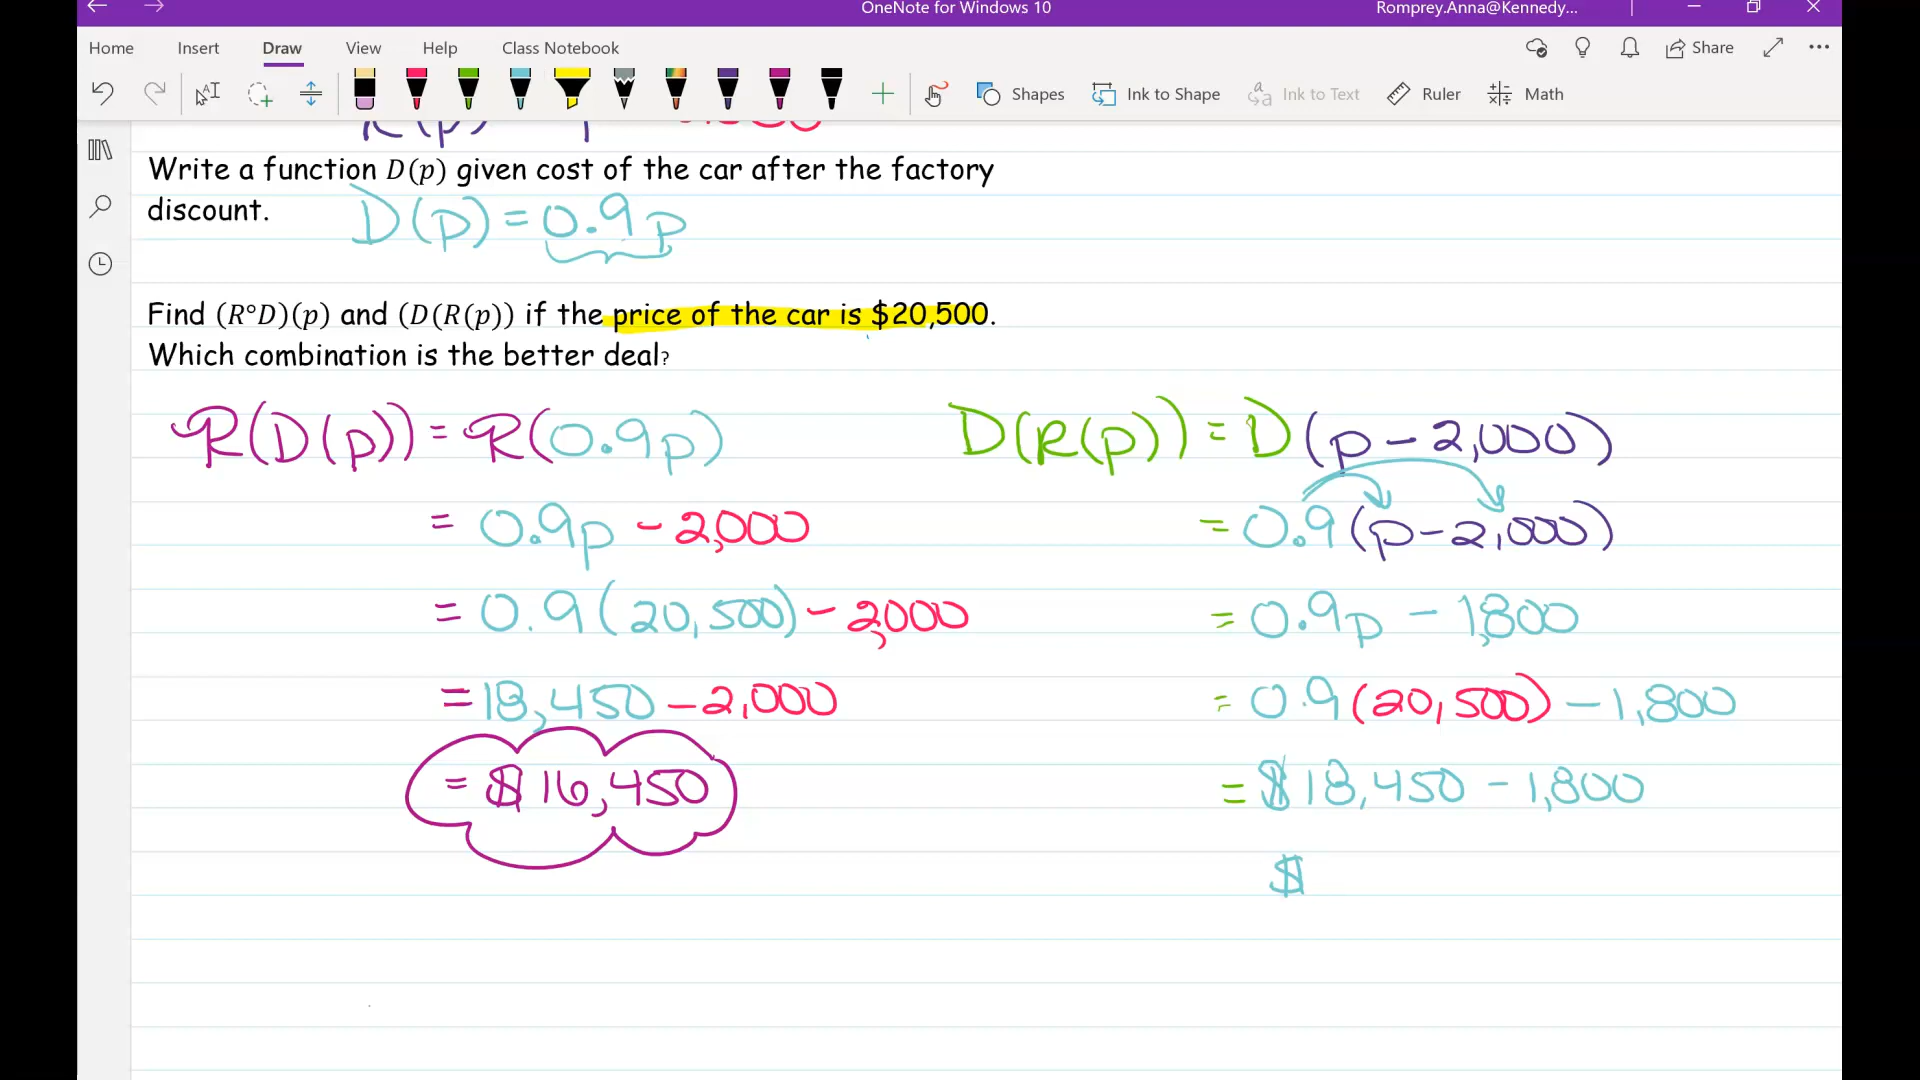 OneNote for Windows 10
Romprey.Anna@Kennedy...
Home Insert Draw View Help Class Notebook
Share
Shapes Ink to Shape Ink to Text Ruler Math
R(p)
Write a function D(p) given cost of the car after the factory
discount. D(p) = 0.9p
Find (R°D)(p) and (D(R(p)) if the price of the car is $20,500.
Which combination is the better deal?
R(D(p)) = R(0.9p)
= 0.9p - 2,000
= 0.9(20,500) - 2,000
= 18,450 - 2,000
= $16,450
D(R(p)) = D(p - 2,000)
= 0.9(p - 2,000)
= 0.9p - 1,800
= 0.9(20,500) - 1,800
= $18,450 - 1,800
$